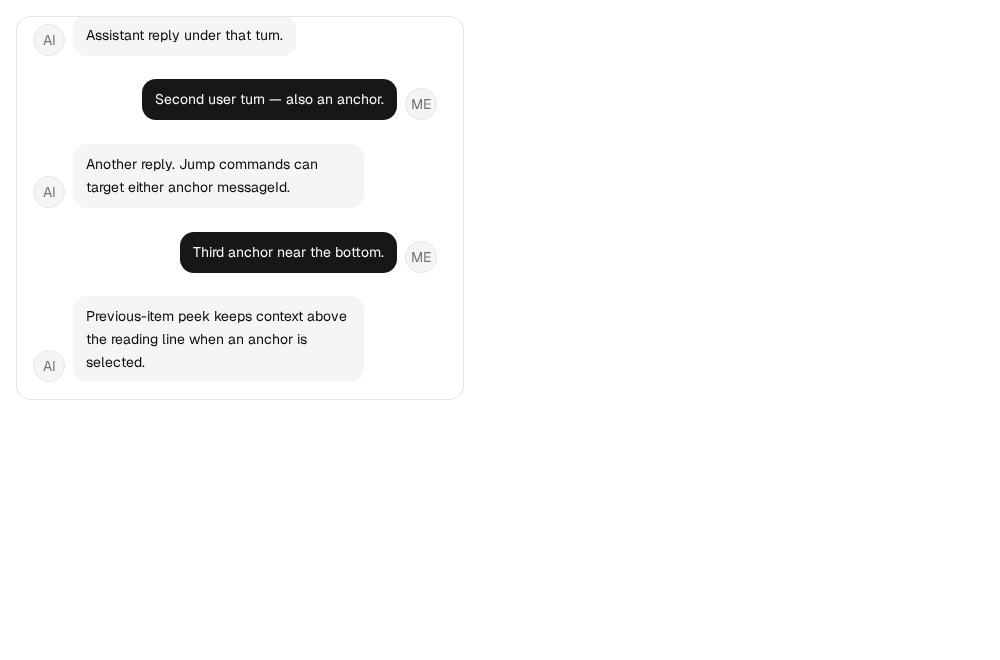 Assistant reply under that turn.
AI
Second user turn — also an anchor.
ME
Another reply. Jump commands can
target either anchor messageId.
AI
Third anchor near the bottom.
ME
Previous-item peek keeps context above
the reading line when an anchor is
selected.
AI